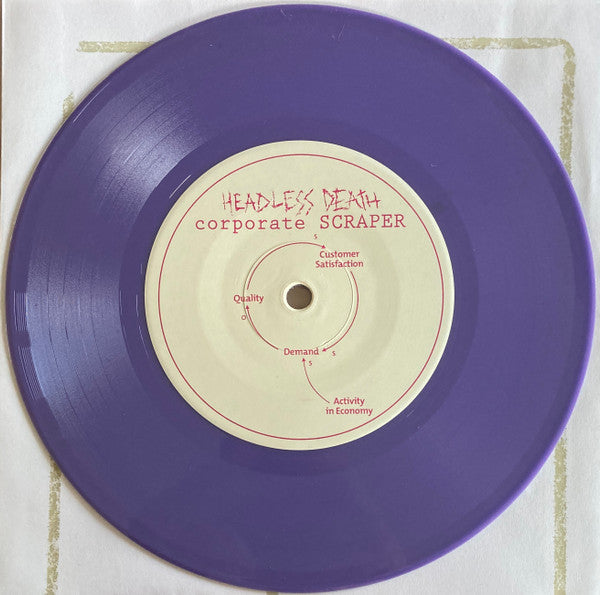 HEADLESS DEATH
corporate SCRAPER
s
Customer
Satisfaction
Quality
o
Demand
s
s
Activity
in Economy